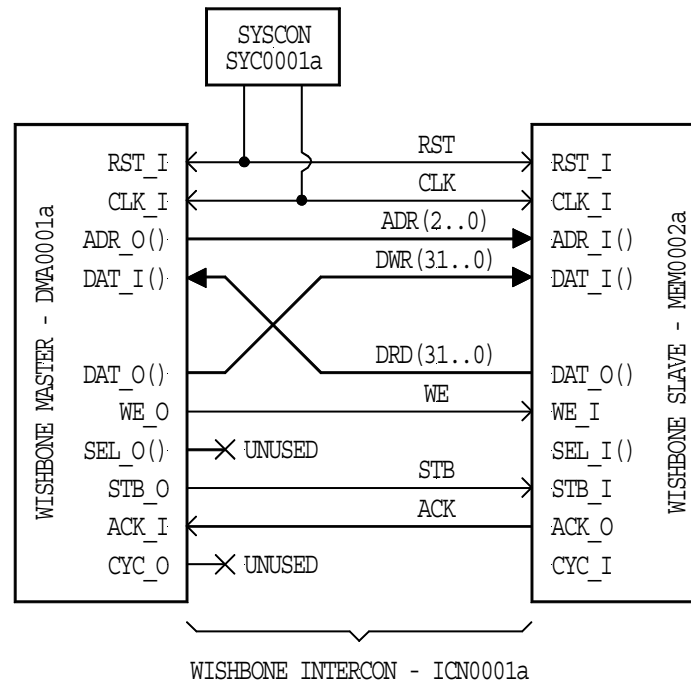 SYSCON
SYC0001a
WISHBONE MASTER - DMA0001a
RST_I
CLK_I
ADR_O()
DAT_I()
DAT_O()
WE_O
SEL_O()
STB_O
ACK_I
CYC_O
RST
CLK
ADR(2..0)
DWR(31..0)
DRD(31..0)
WE
UNUSED
STB
ACK
UNUSED
RST_I
CLK_I
ADR_I()
DAT_I()
DAT_O()
WE_I
SEL_I()
STB_I
ACK_O
CYC_I
WISHBONE SLAVE - MEM0002a
WISHBONE INTERCON - ICN0001a